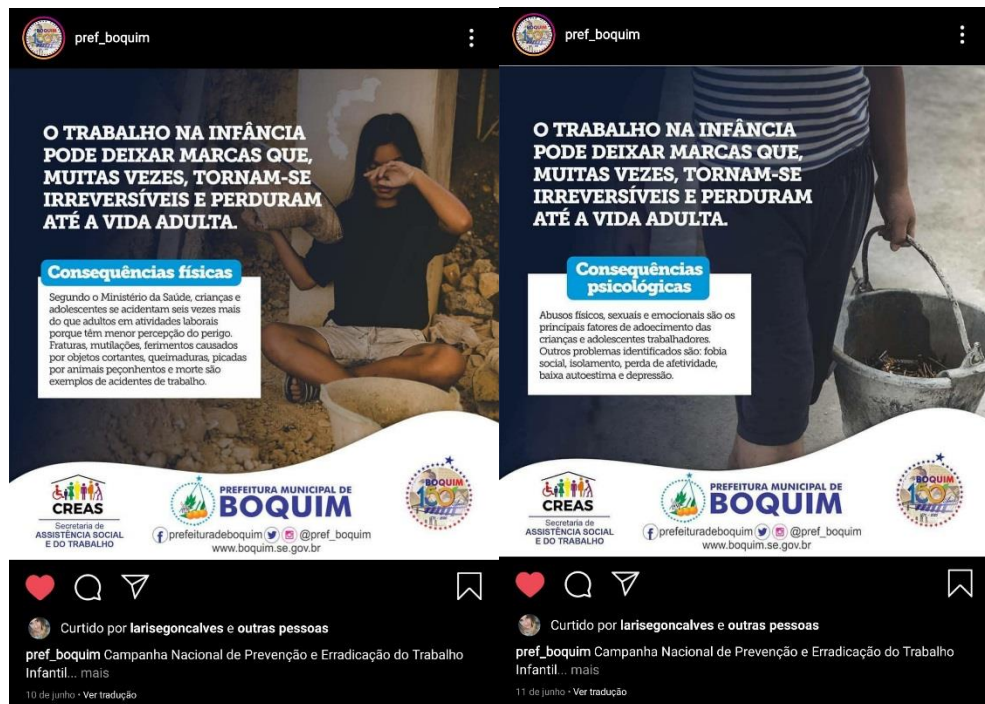 pref_boquim
O TRABALHO NA INFÂNCIA
PODE DEIXAR MARCAS QUE,
MUITAS VEZES, TORNAM-SE
IRREVERSÍVEIS E PERDURAM
ATÉ A VIDA ADULTA.
Consequências físicas
Segundo o Ministério da Saúde, crianças e
adolescentes se acidentam seis vezes mais
do que adultos em atividades laborais
porque têm menor percepção do perigo.
Fraturas, mutilações, ferimentos causados
por objetos cortantes, queimaduras, picadas
por animais peçonhentos e morte são
exemplos de acidentes de trabalho.
CREAS
Secretaria de
ASSISTÊNCIA SOCIAL
E DO TRABALHO
PREFEITURA MUNICIPAL DE
BOQUIM
prefeituradeboquim @pref_boquim
www.boquim.se.gov.br
BOQUIM
150
Curtido por larisegoncalves e outras pessoas
pref_boquim Campanha Nacional de Prevenção e Erradicação do Trabalho
Infantil... mais
10 de junho • Ver tradução
pref_boquim
O TRABALHO NA INFÂNCIA
PODE DEIXAR MARCAS QUE,
MUITAS VEZES, TORNAM-SE
IRREVERSÍVEIS E PERDURAM
ATÉ A VIDA ADULTA.
Consequências
psicológicas
Abusos físicos, sexuais e emocionais são os
principais fatores de adoecimento das
crianças e adolescentes trabalhadores.
Outros problemas identificados são: fobia
social, isolamento, perda de afetividade,
baixa autoestima e depressão.
CREAS
Secretaria de
ASSISTÊNCIA SOCIAL
E DO TRABALHO
PREFEITURA MUNICIPAL DE
BOQUIM
prefeituradeboquim @pref_boquim
www.boquim.se.gov.br
BOQUIM
150
Curtido por larisegoncalves e outras pessoas
pref_boquim Campanha Nacional de Prevenção e Erradicação do Trabalho
Infantil... mais
11 de junho • Ver tradução